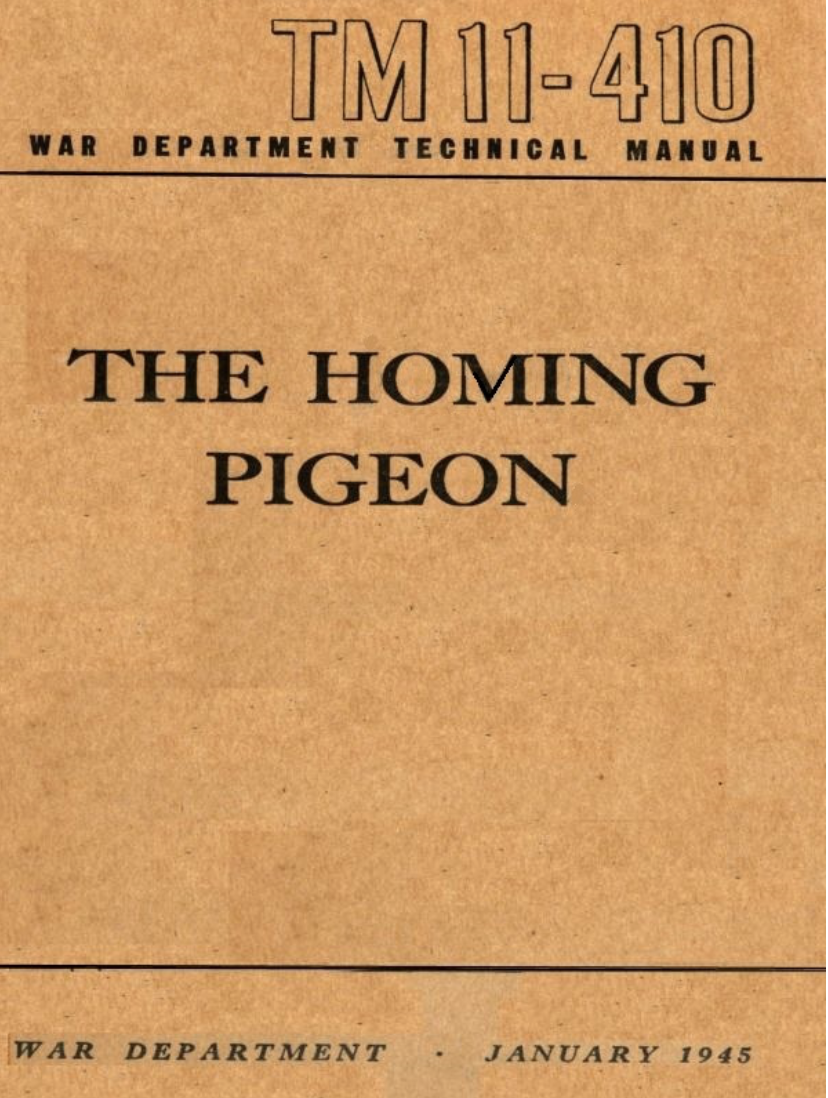 TM 11-410
WAR DEPARTMENT TECHNICAL MANUAL
THE HOMING
PIGEON
WAR DEPARTMENT · JANUARY 1945